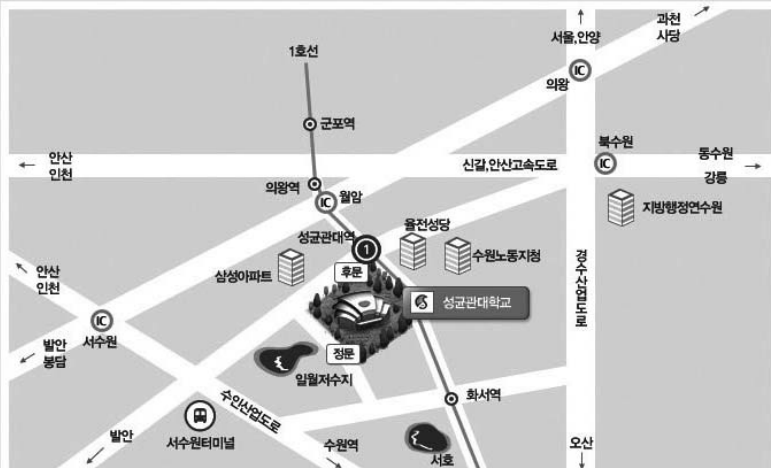 과천
사당
서울,안양
1호선
IC
의왕
군포역
북수원
IC
동수원
강릉
안산
인천
신갈,안산고속도로
의왕역
IC
월암
지방행정연수원
율전성당
성균관대역
1
수원노동지청
삼성아파트
후문
경수산업도로
안산
인천
성균관대학교
IC
서수원
발안
봉담
정문
일월저수지
화서역
수인산업도로
서수원터미널
발안
수원역
서호
오산